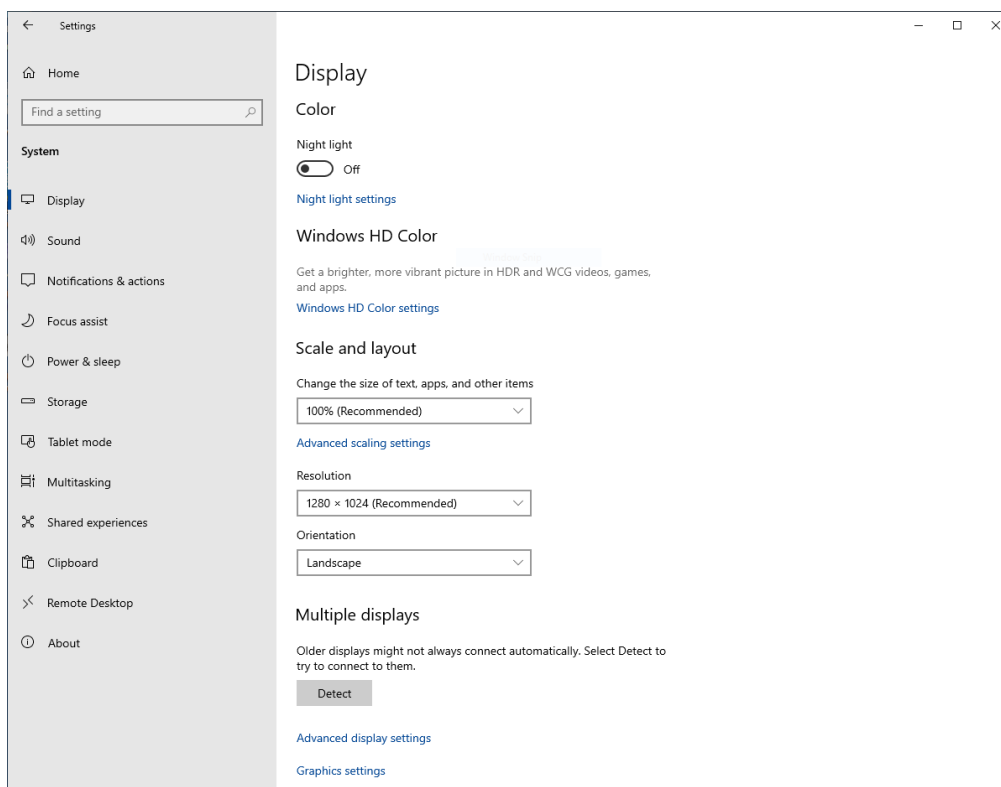 Settings
Home
Find a setting
System
Display
Sound
Notifications & actions
Focus assist
Power & sleep
Storage
Tablet mode
Multitasking
Shared experiences
Clipboard
Remote Desktop
About
Display
Color
Night light
Off
Night light settings
Windows HD Color
Get a brighter, more vibrant picture in HDR and WCG videos, games,
and apps.
Windows HD Color settings
Scale and layout
Change the size of text, apps, and other items
100% (Recommended)
Advanced scaling settings
Resolution
1280 × 1024 (Recommended)
Orientation
Landscape
Multiple displays
Older displays might not always connect automatically. Select Detect to
try to connect to them.
Detect
Advanced display settings
Graphics settings